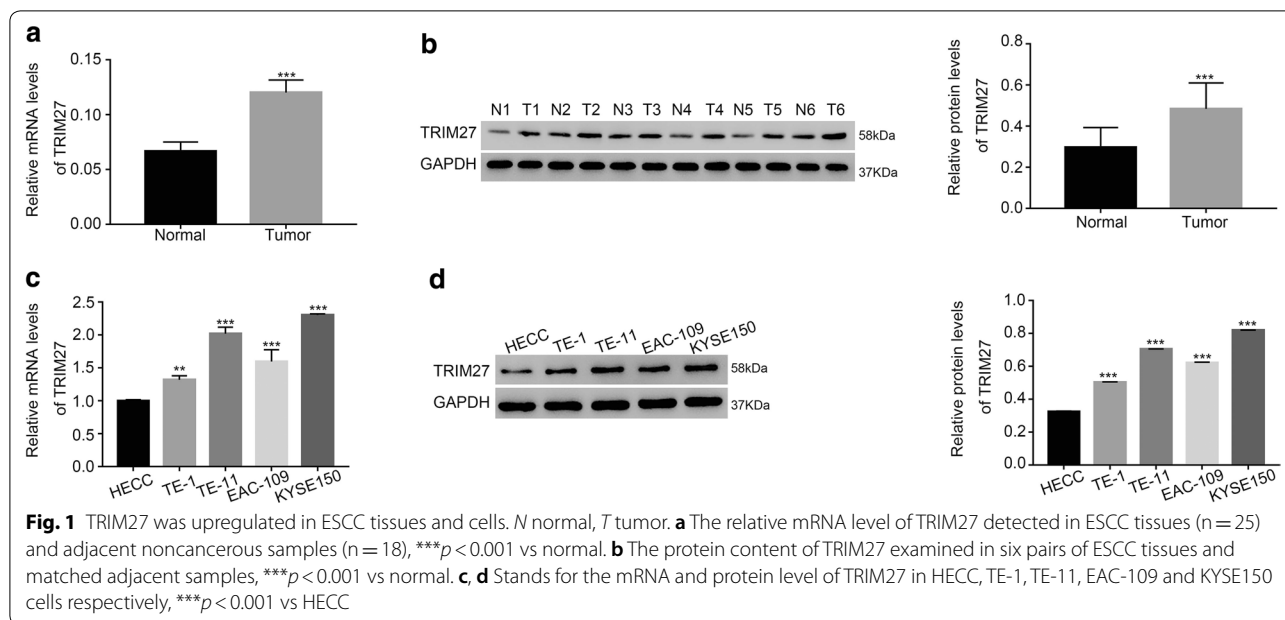 a
Relative mRNA levels
of TRIM27
0.15
0.10
0.05
0.00
***
Normal
Tumor
b
N1 T1 N2 T2 N3 T3 N4 T4 N5 T5 N6 T6
TRIM27
58kDa
GAPDH
37KDa
Relative protein levels
of TRIM27
0.8
0.6
0.4
0.2
0.0
***
Normal
Tumor
c
Relative mRNA levels
of TRIM27
2.5
2.0
1.5
1.0
0.5
0.0
**
***
***
***
HECC
TE-1
TE-11
EAC-109
KYSE150
d
HECC TE-1 TE-11 EAC-109 KYSE150
TRIM27
58kDa
GAPDH
37KDa
Relative protein levels
of TRIM27
1.0
0.8
0.6
0.4
0.2
0.0
***
***
***
***
HECC
TE-1
TE-11
EAC-109
KYSE150
Fig. 1 TRIM27 was upregulated in ESCC tissues and cells. N normal, T tumor. a The relative mRNA level of TRIM27 detected in ESCC tissues (n = 25)
and adjacent noncancerous samples (n = 18), ***p < 0.001 vs normal. b The protein content of TRIM27 examined in six pairs of ESCC tissues and
matched adjacent samples, ***p < 0.001 vs normal. c, d Stands for the mRNA and protein level of TRIM27 in HECC, TE-1, TE-11, EAC-109 and KYSE150
cells respectively, ***p < 0.001 vs HECC